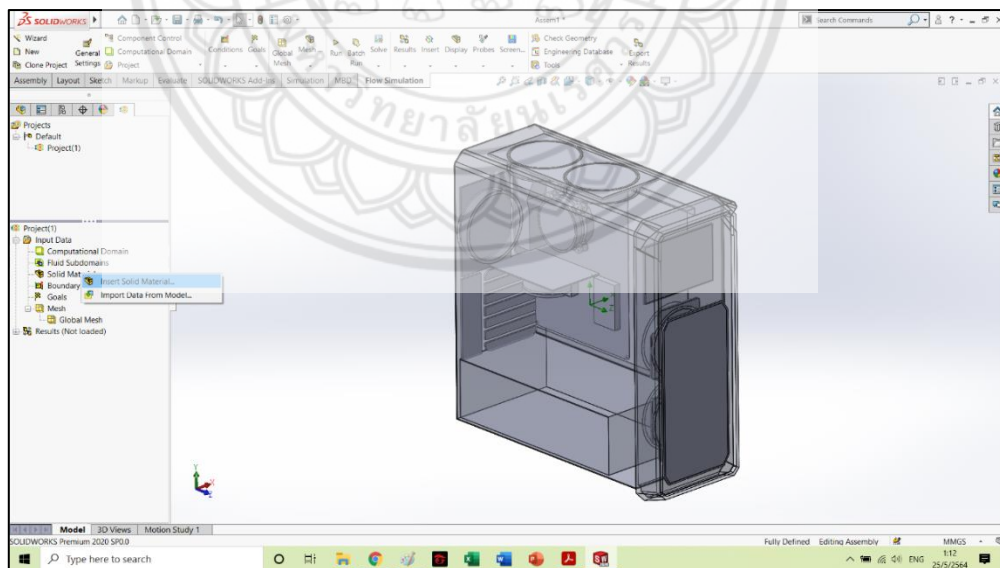 SOLIDWORKS
Assem1 *
Search Commands
Wizard
New
Clone Project
General Settings
Component Control
Computational Domain
Project
Conditions
Goals
Global Mesh
Mesh
Run
Batch Run
Solve
Results
Insert
Display
Probes
Screen...
Check Geometry
Engineering Database
Tools
Export Results
Assembly Layout Sketch Markup Evaluate SOLIDWORKS Add-Ins Simulation MBD Flow Simulation
Projects
Default
Project(1)
Project(1)
Input Data
Computational Domain
Fluid Subdomains
Solid Mat
Insert Solid Material...
Boundary
Import Data From Model...
Goals
Mesh
Global Mesh
Results (Not loaded)
Model 3D Views Motion Study 1
SOLIDWORKS Premium 2020 SP0.0
Fully Defined Editing Assembly MMGS
Type here to search
ENG
1:12
25/5/2564